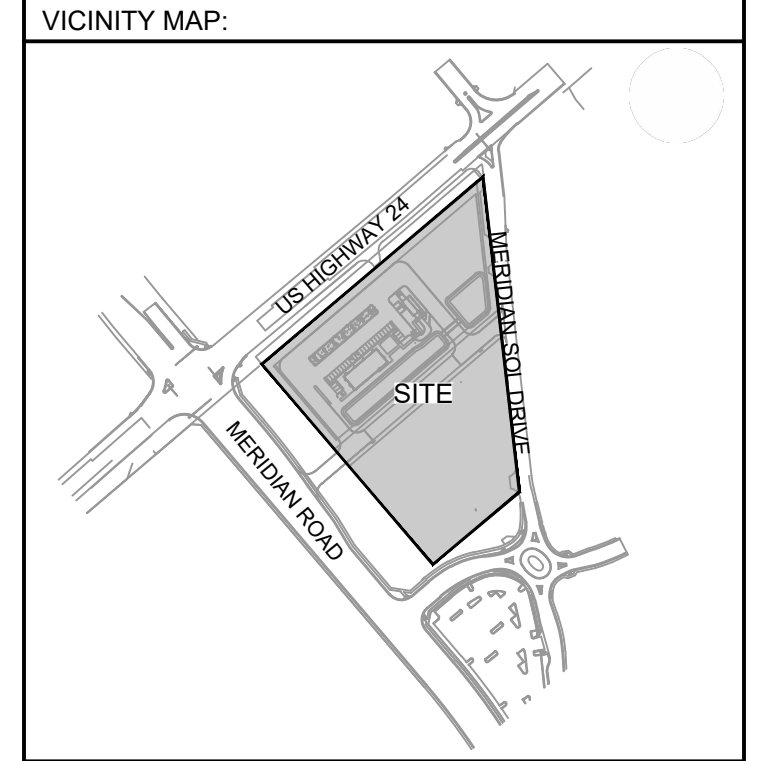 VICINITY MAP:
US HIGHWAY 24
MERIDIAN SOL DRIVE
SITE
MERIDIAN ROAD